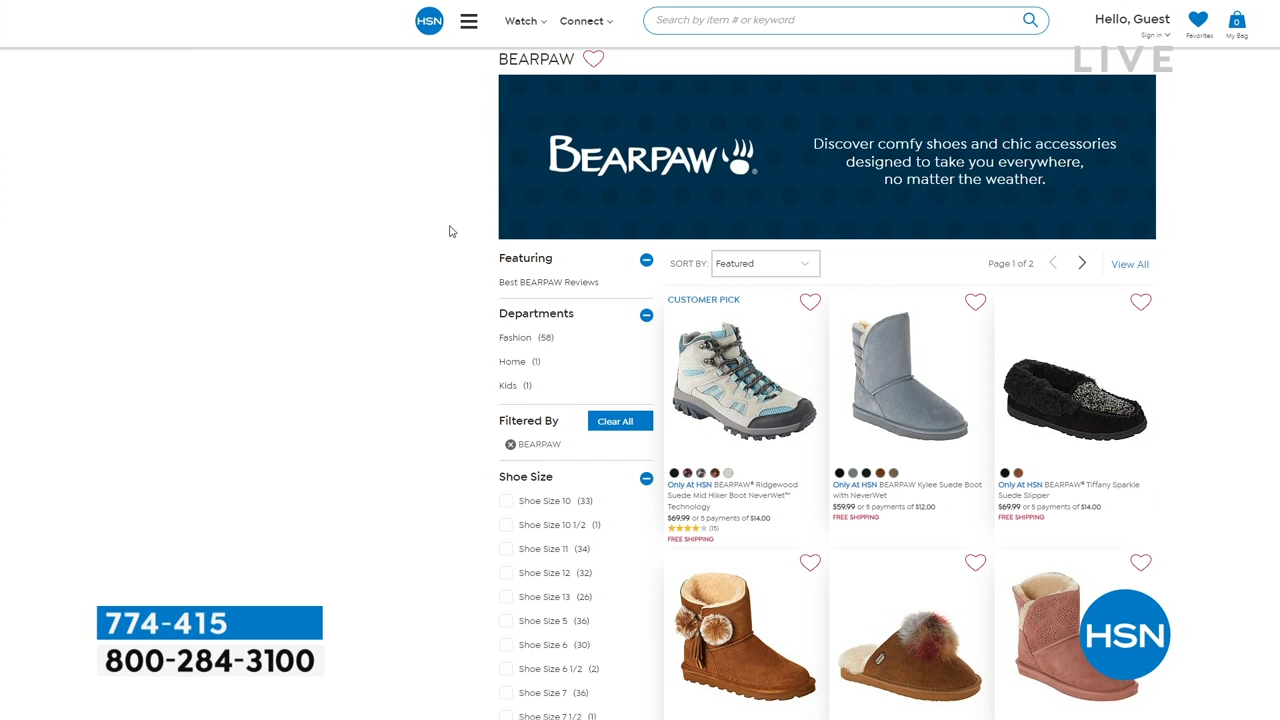 HSN
Watch
Connect
Search by item # or keyword
Hello, Guest
Sign in
Favorites
0
My Bag
LIVE
BEARPAW
BEARPAW®
Discover comfy shoes and chic accessories
designed to take you everywhere,
no matter the weather.
Featuring
Best BEARPAW Reviews
Departments
Fashion (58)
Home (1)
Kids (1)
Filtered By
Clear All
BEARPAW
Shoe Size
Shoe Size 10 (33)
Shoe Size 10 1/2 (1)
Shoe Size 11 (34)
Shoe Size 12 (32)
Shoe Size 13 (26)
Shoe Size 5 (36)
Shoe Size 6 (30)
Shoe Size 6 1/2 (2)
Shoe Size 7 (36)
Shoe Size 7 1/2 (1)
SORT BY: Featured
Page 1 of 2
View All
CUSTOMER PICK
Only At HSN BEARPAW® Ridgewood
Suede Mid Hiker Boot NeverWet™
Technology
$69.99 or 5 payments of $14.00
(15)
FREE SHIPPING
Only At HSN BEARPAW Kylee Suede Boot
with NeverWet
$59.99 or 5 payments of $12.00
FREE SHIPPING
Only At HSN BEARPAW® Tiffany Sparkle
Suede Slipper
$69.99 or 5 payments of $14.00
FREE SHIPPING
774-415
800-284-3100
HSN